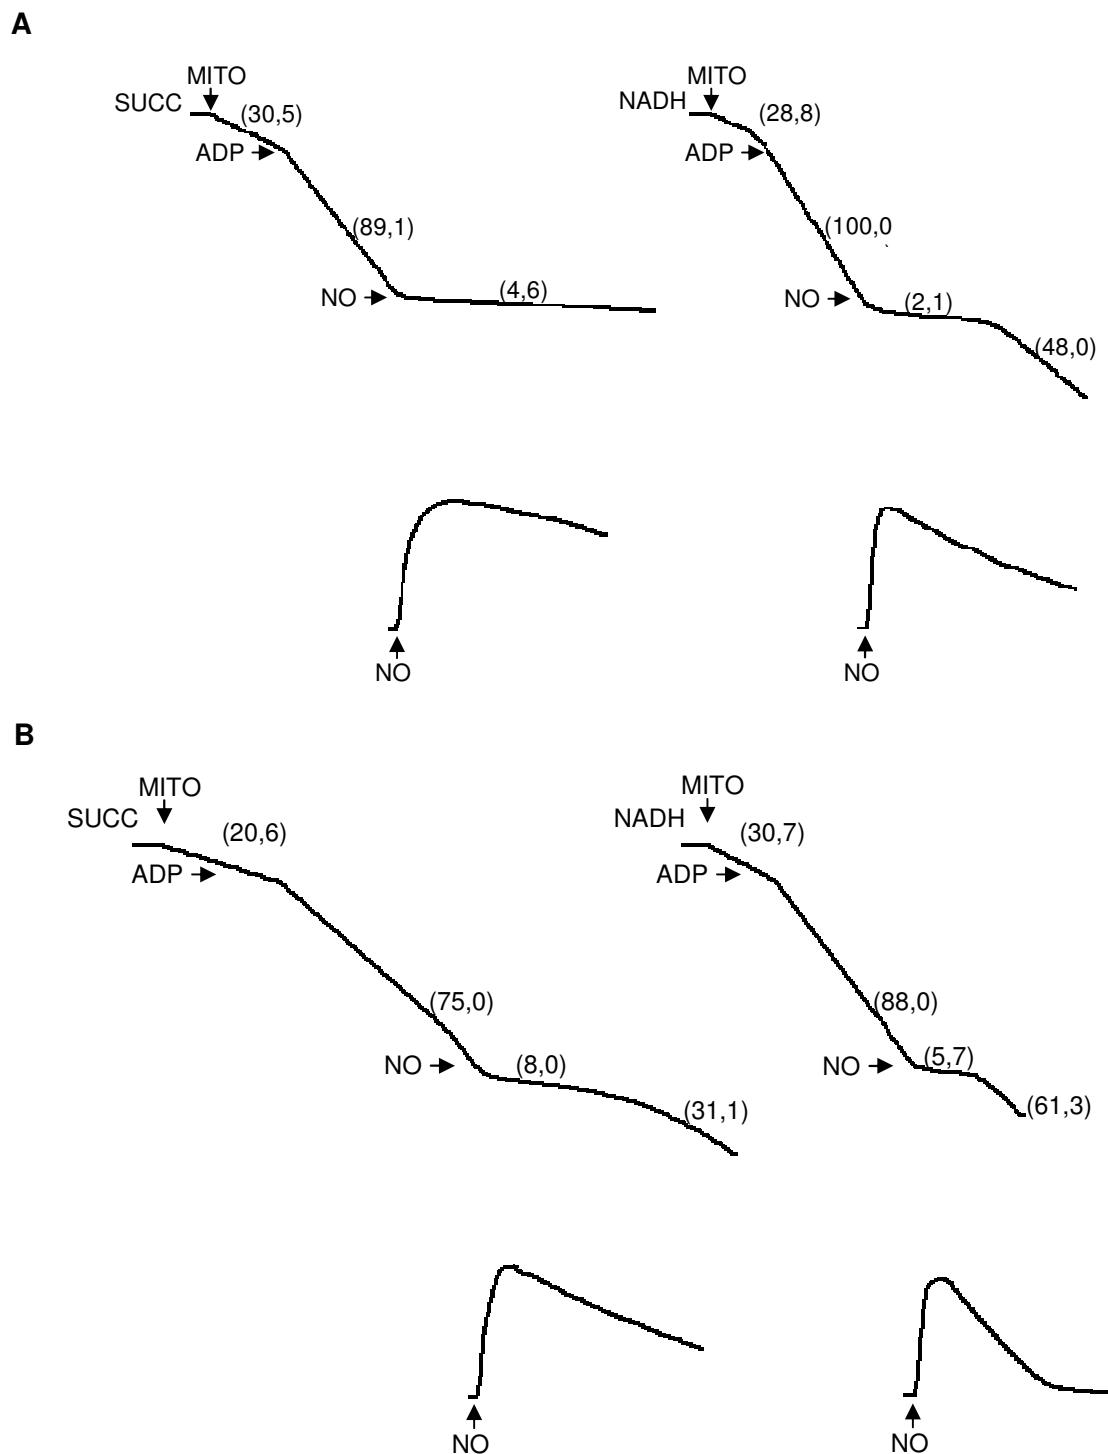 A
MITO
SUCC
(30,5)
ADP
(89,1)
NO
(4,6)
NO
MITO
NADH
(28,8)
ADP
(100,0
NO
(2,1)
(48,0)
NO
B
MITO
SUCC
(20,6)
ADP
(75,0)
NO
(8,0)
(31,1)
NO
MITO
NADH
(30,7)
ADP
(88,0)
NO
(5,7)
(61,3)
NO